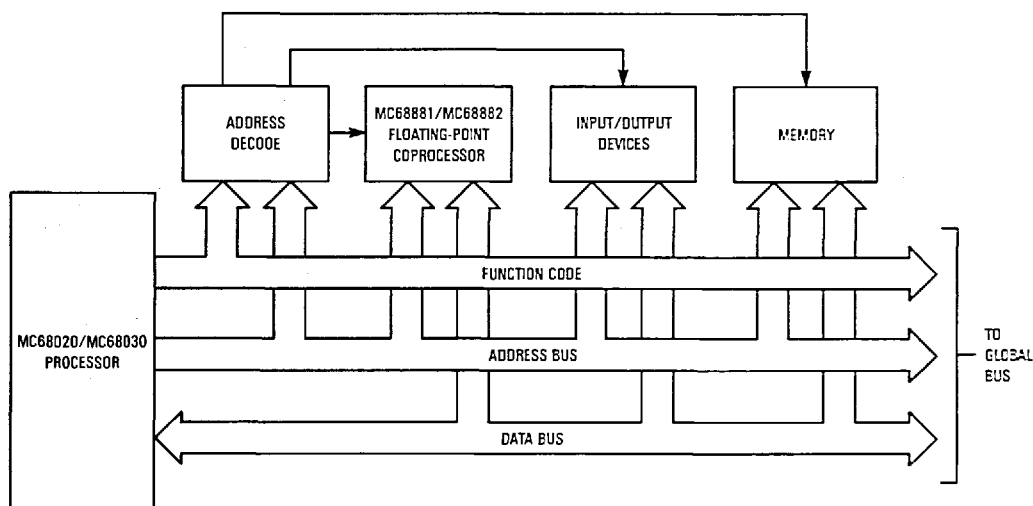 ADDRESS
DECODE
MC68881/MC68882
FLOATING-POINT
COPROCESSOR
INPUT/OUTPUT
DEVICES
MEMORY
FUNCTION CODE
MC68020/MC68030
PROCESSOR
ADDRESS BUS
TO
GLOBAL
BUS
DATA BUS